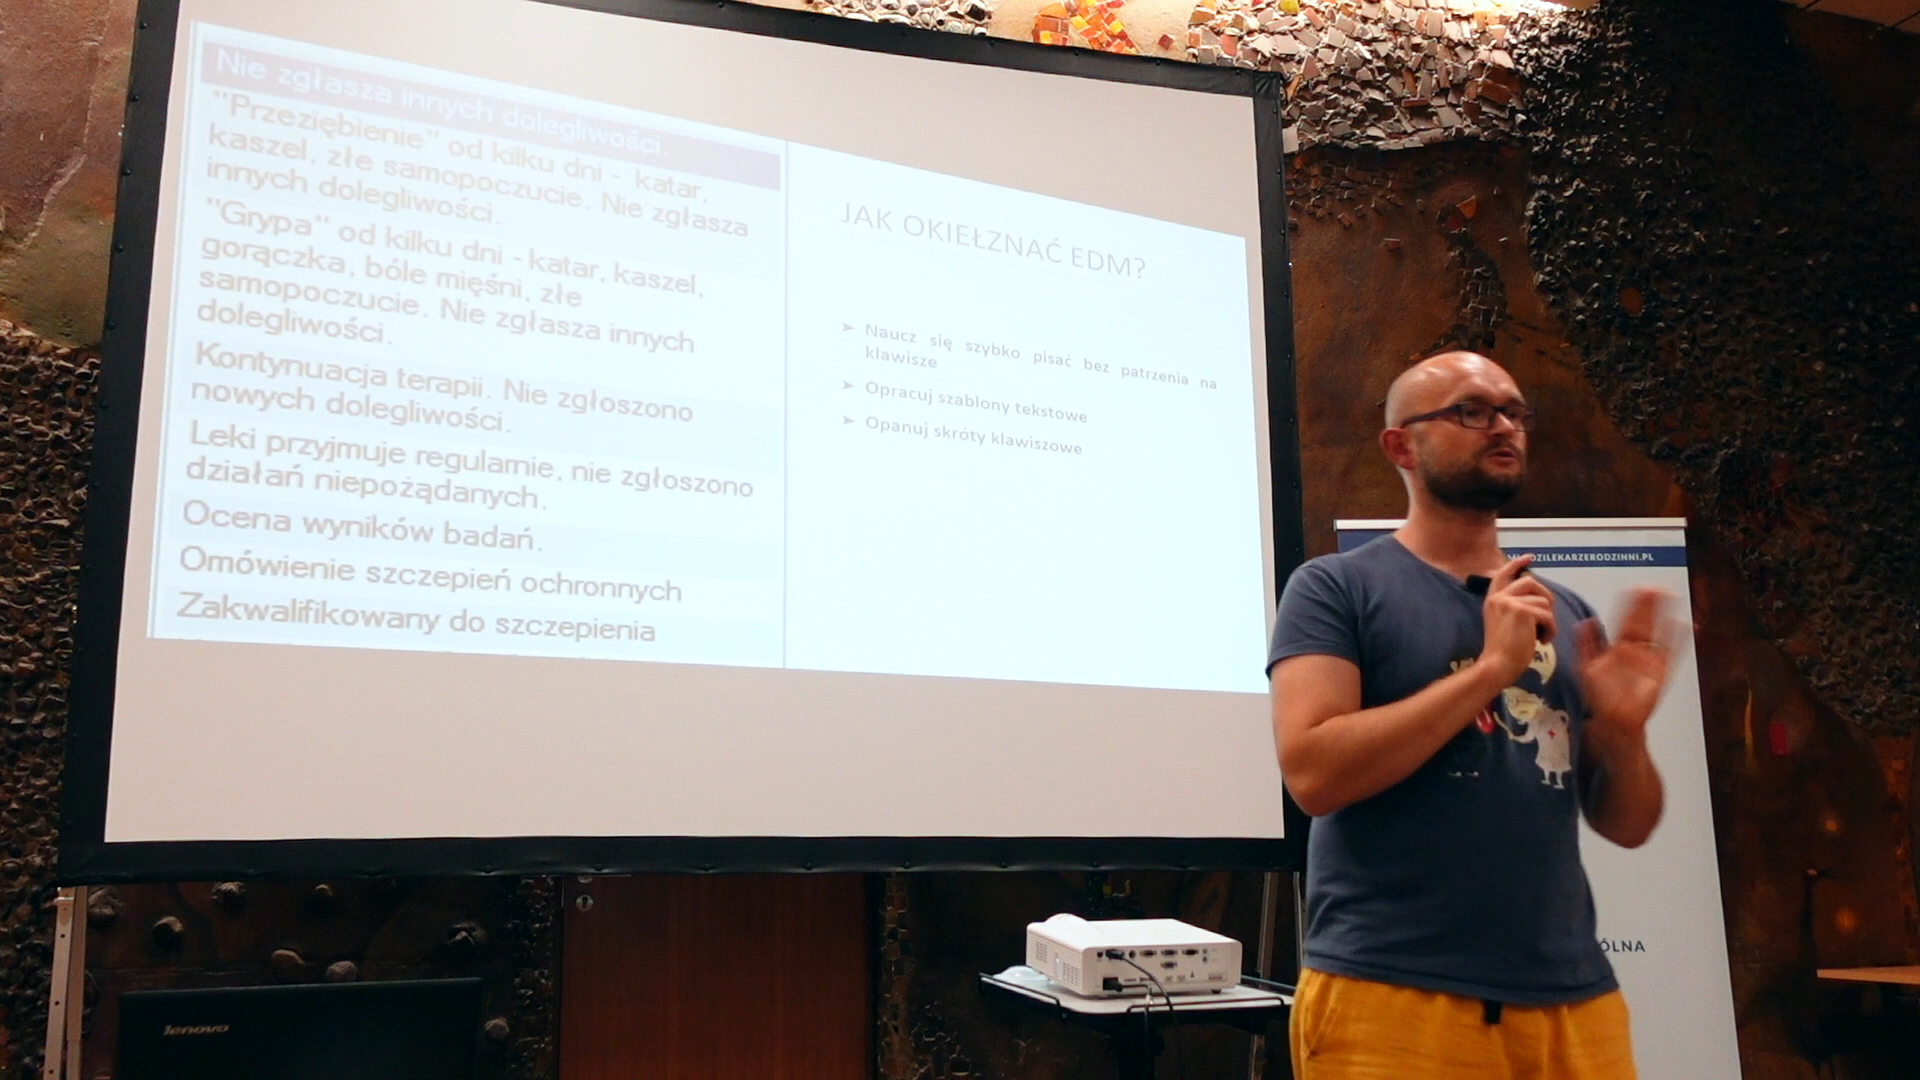 Nie zgłasza innych dolegliwości.
"Przeziębienie" od kilku dni - katar,
kaszel, złe samopoczucie. Nie zgłasza
innych dolegliwości.
"Grypa" od kilku dni - katar, kaszel,
gorączka, bóle mięśni, złe
samopoczucie. Nie zgłasza innych
dolegliwości.
Kontynuacja terapii. Nie zgłoszono
nowych dolegliwości.
Leki przyjmuje regularnie, nie zgłoszono
działań niepożądanych.
Ocena wyników badań.
Omówienie szczepień ochronnych
Zakwalifikowany do szczepienia
JAK OKIEŁZNAĆ EDM?
➤ Naucz się szybko pisać bez patrzenia na
klawisze
➤ Opracuj szablony tekstowe
➤ Opanuj skróty klawiszowe
DZILEKARZERODZINNI.PL
ÓLNA
lenovo